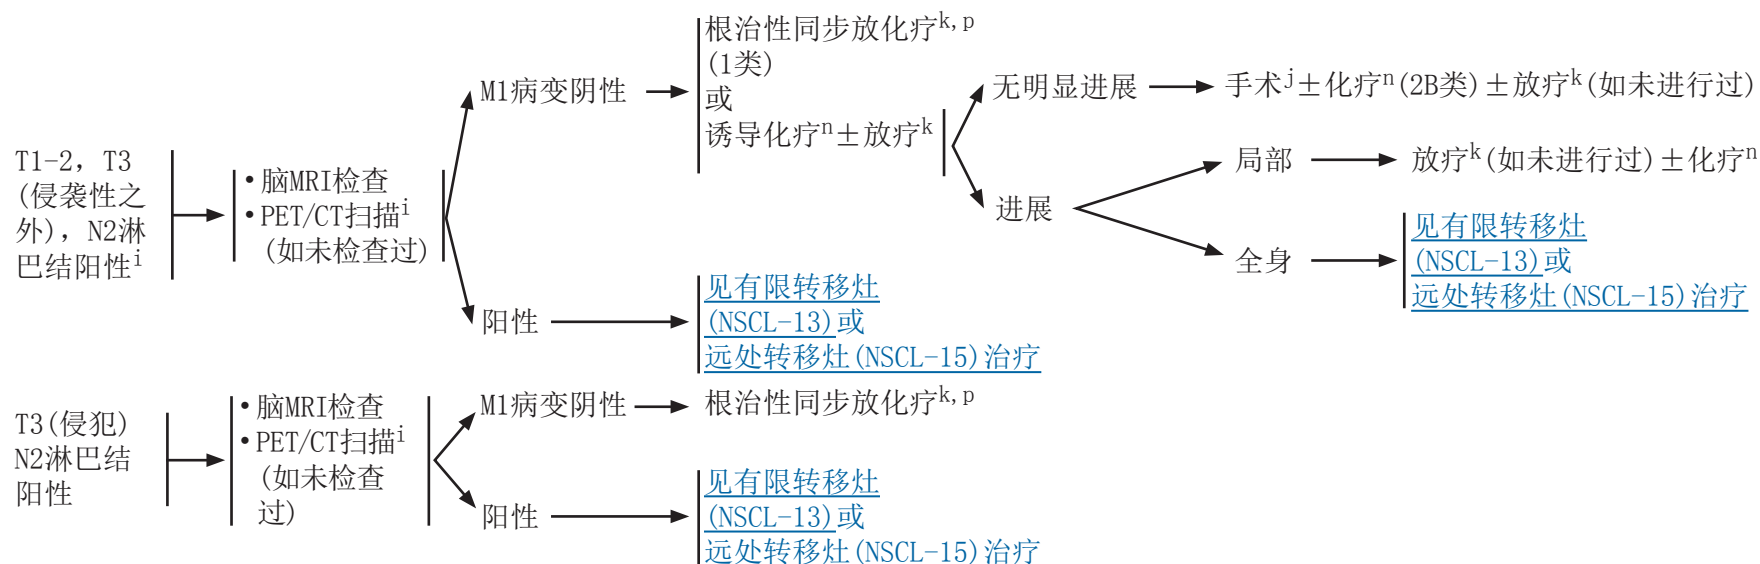 T1-2, T3
(侵袭性之
外), N2淋
巴结阳性i
• 脑MRI检查
• PET/CT扫描i
(如未检查过)
M1病变阴性
根治性同步放化疗k,p
(1类)
或
诱导化疗n±放疗k
无明显进展
手术j±化疗n(2B类)±放疗k(如未进行过)
进展
局部
放疗k(如未进行过)±化疗n
全身
见有限转移灶
(NSCL-13)或
远处转移灶(NSCL-15)治疗
阳性
见有限转移灶
(NSCL-13)或
远处转移灶(NSCL-15)治疗
T3(侵犯)
N2淋巴结
阳性
• 脑MRI检查
• PET/CT扫描i
(如未检查
过)
M1病变阴性
根治性同步放化疗k,p
阳性
见有限转移灶
(NSCL-13)或
远处转移灶(NSCL-15)治疗